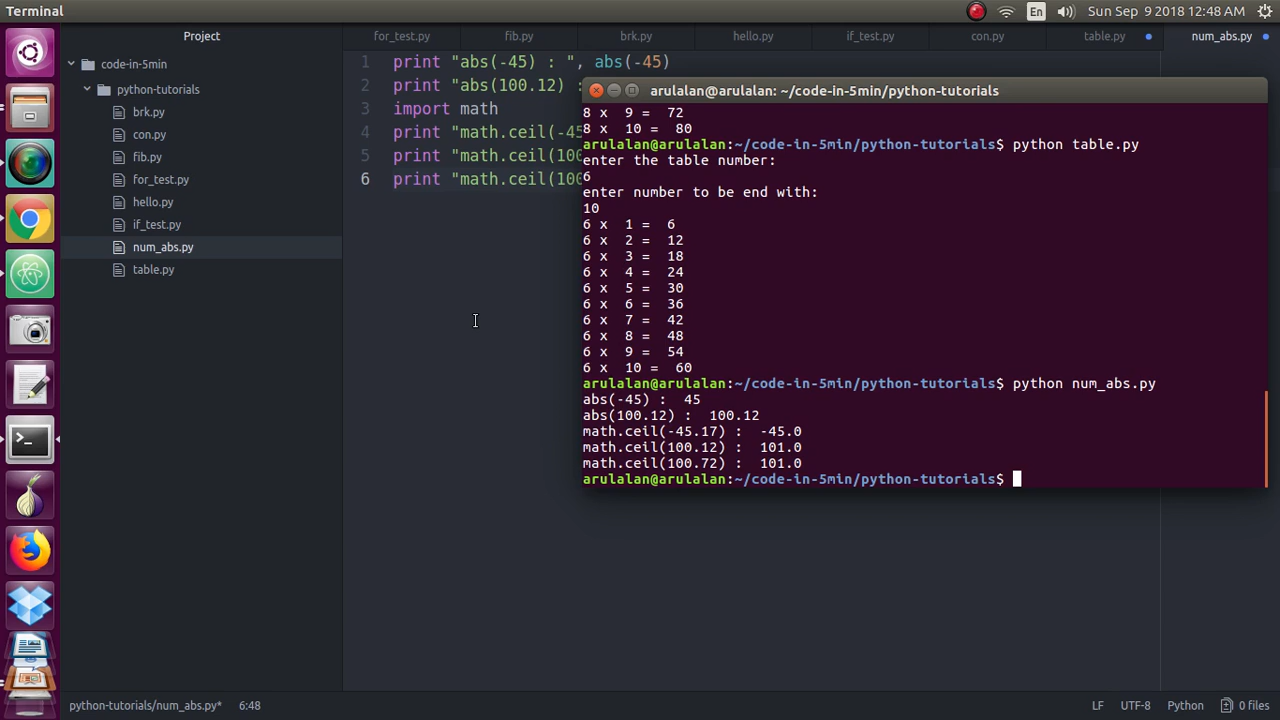 Terminal
En
Sun Sep 9 2018 12:48 AM
Project
for_test.py
fib.py
brk.py
hello.py
if_test.py
con.py
table.py
num_abs.py
code-in-5min
python-tutorials
brk.py
con.py
fib.py
for_test.py
hello.py
if_test.py
num_abs.py
table.py
1 print "abs(-45) : ", abs(-45)
2 print "abs(100.12) :
3 import math
4 print "math.ceil(-45
5 print "math.ceil(100
6 print "math.ceil(100
arulalan@arulalan: ~/code-in-5min/python-tutorials
8 x  9 =  72
8 x  10 =  80
arulalan@arulalan:~/code-in-5min/python-tutorials$ python table.py
enter the table number:
6
enter number to be end with:
10
6 x  1 =  6
6 x  2 =  12
6 x  3 =  18
6 x  4 =  24
6 x  5 =  30
6 x  6 =  36
6 x  7 =  42
6 x  8 =  48
6 x  9 =  54
6 x  10 =  60
arulalan@arulalan:~/code-in-5min/python-tutorials$ python num_abs.py
abs(-45) :  45
abs(100.12) :  100.12
math.ceil(-45.17) :  -45.0
math.ceil(100.12) :  101.0
math.ceil(100.72) :  101.0
arulalan@arulalan:~/code-in-5min/python-tutorials$
python-tutorials/num_abs.py* 6:48
LF UTF-8 Python 0 files